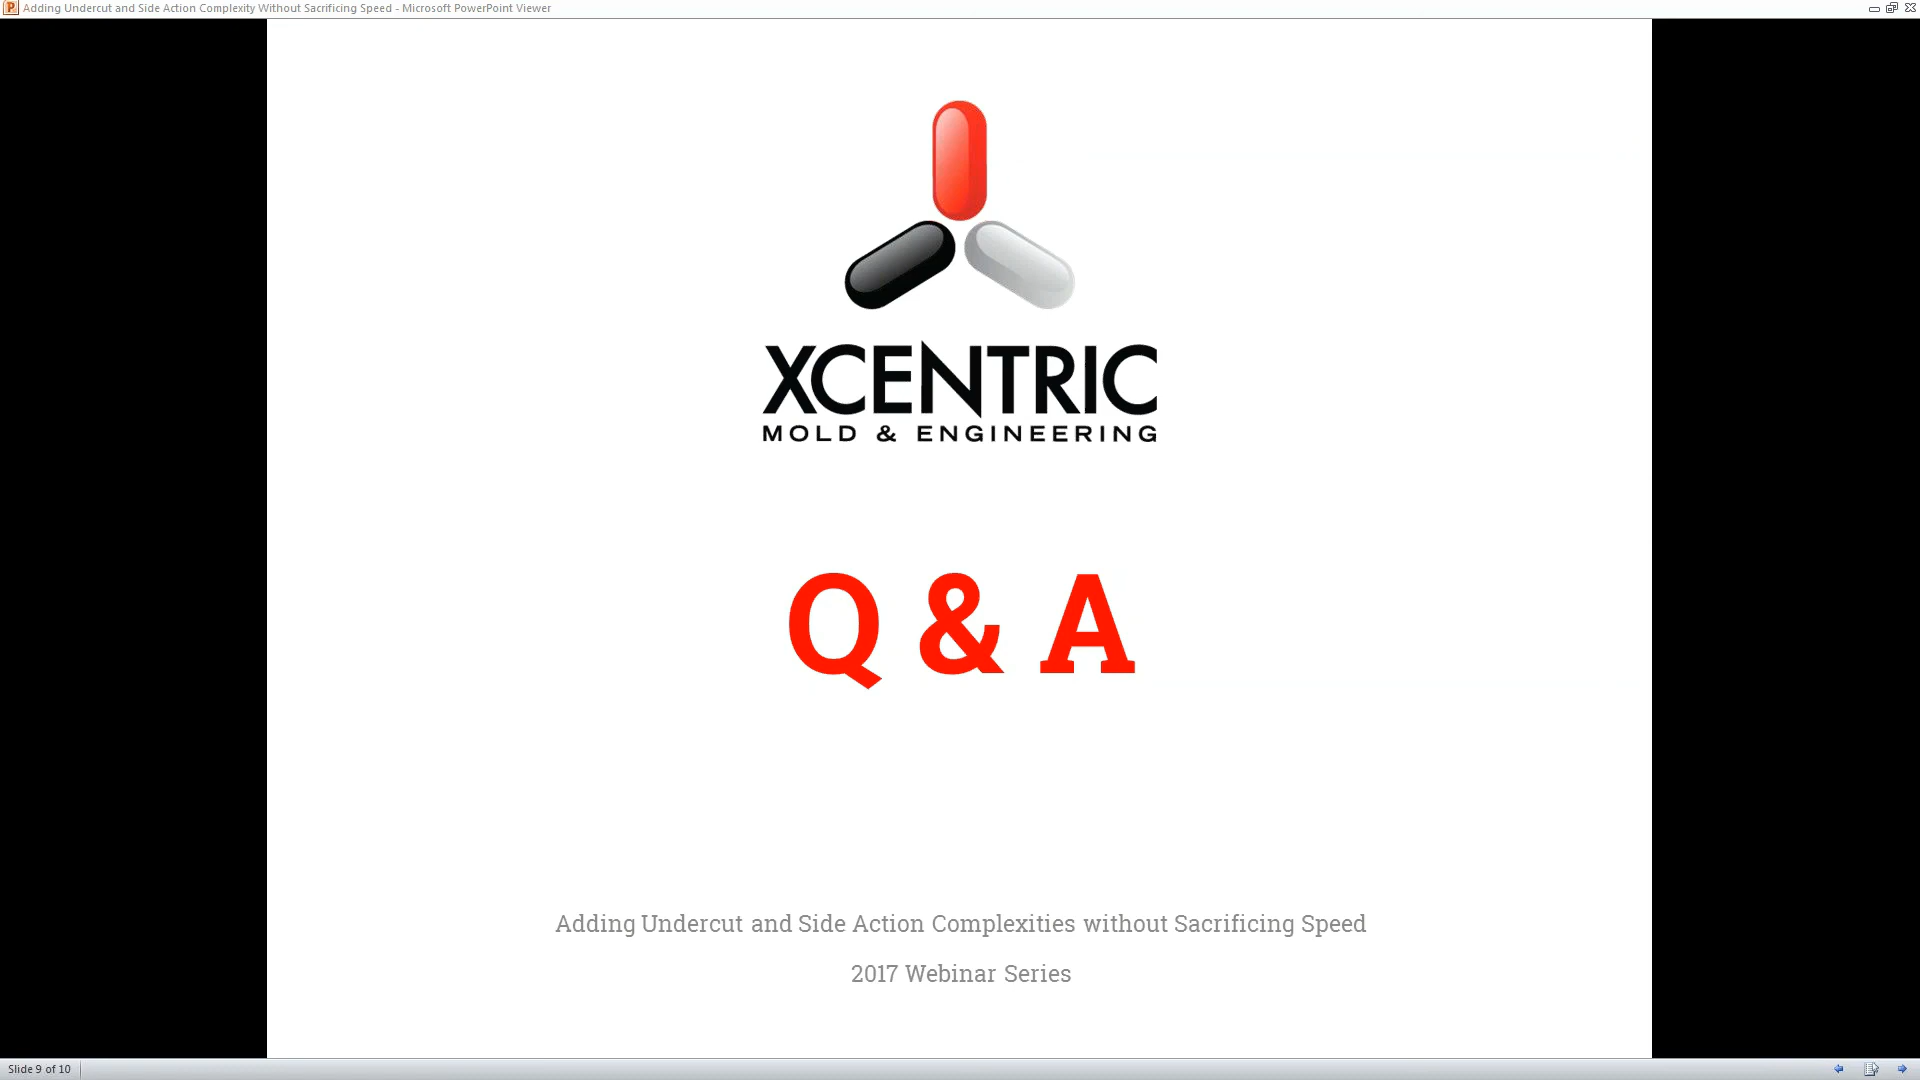 Adding Undercut and Side Action Complexity Without Sacrificing Speed - Microsoft PowerPoint Viewer
XCENTRIC
MOLD & ENGINEERING
Q & A
Adding Undercut and Side Action Complexities without Sacrificing Speed
2017 Webinar Series
Slide 9 of 10